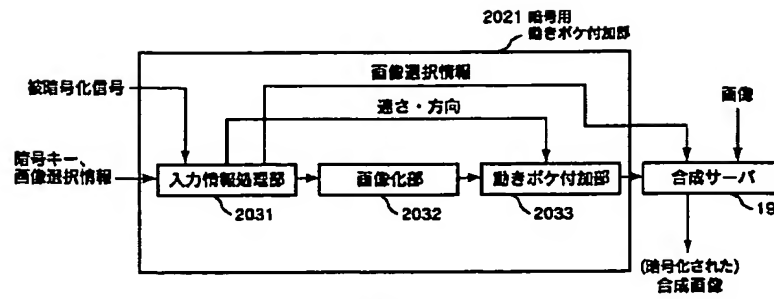 2021 暗号用
動きボケ付加部
画像選択情報
被暗号化信号
速さ・方向
画像
暗号キー、
画像選択情報
入力情報処理部
画像化部
動きボケ付加部
合成サーバ
2031
2032
2033
19
(暗号化された)
合成画像